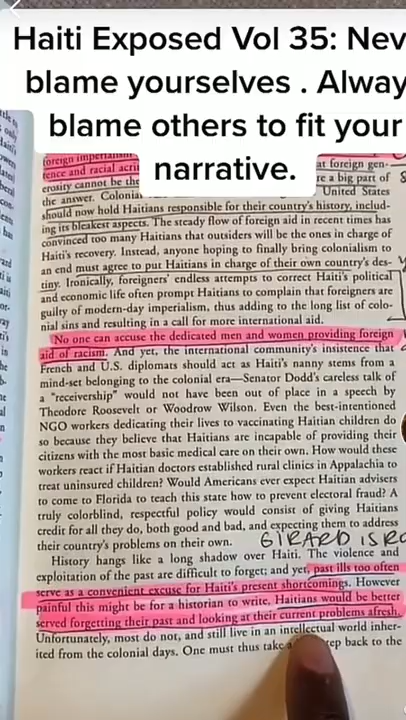 Haiti Exposed Vol 35: Nev
blame yourselves . Alway
blame others to fit your
narrative.
foreign imperialism
tence and racial acri at foreign gen-
erosity cannot be the re a big part of
the answer. Colonial United States
should now hold Haitians responsible for their country's history, includ-
ing its bleakest aspects. The steady flow of foreign aid in recent times has
convinced too many Haitians that outsiders will be the ones in charge of
Haiti's recovery. Instead, anyone hoping to finally bring colonialism to
an end must agree to put Haitians in charge of their own country's des-
tiny. Ironically, foreigners' endless attempts to correct Haiti's political
and economic life often prompt Haitians to complain that foreigners are
guilty of modern-day imperialism, thus adding to the long list of colo-
nial sins and resulting in a call for more international aid.
No one can accuse the dedicated men and women providing foreign
aid of racism. And yet, the international community's insistence that
French and U.S. diplomats should act as Haiti's nanny stems from a
mind-set belonging to the colonial era—Senator Dodd's careless talk of
a "receivership" would not have been out of place in a speech by
Theodore Roosevelt or Woodrow Wilson. Even the best-intentioned
NGO workers dedicating their lives to vaccinating Haitian children do
so because they believe that Haitians are incapable of providing their
citizens with the most basic medical care on their own. How would these
workers react if Haitian doctors established rural clinics in Appalachia to
treat uninsured children? Would Americans ever expect Haitian advisers
to come to Florida to teach this state how to prevent electoral fraud? A
truly colorblind, respectful policy would consist of giving Haitians
credit for all they do, both good and bad, and expecting them to address
their country's problems on their own. GIRARD IS RO
History hangs like a long shadow over Haiti. The violence and
exploitation of the past are difficult to forget; and yet, past ills too often
serve as a convenient excuse for Haiti's present shortcomings. However
painful this might be for a historian to write, Haitians would be better
served forgetting their past and looking at their current problems afresh.
Unfortunately, most do not, and still live in an intellectual world inher-
ited from the colonial days. One must thus take a step back to the